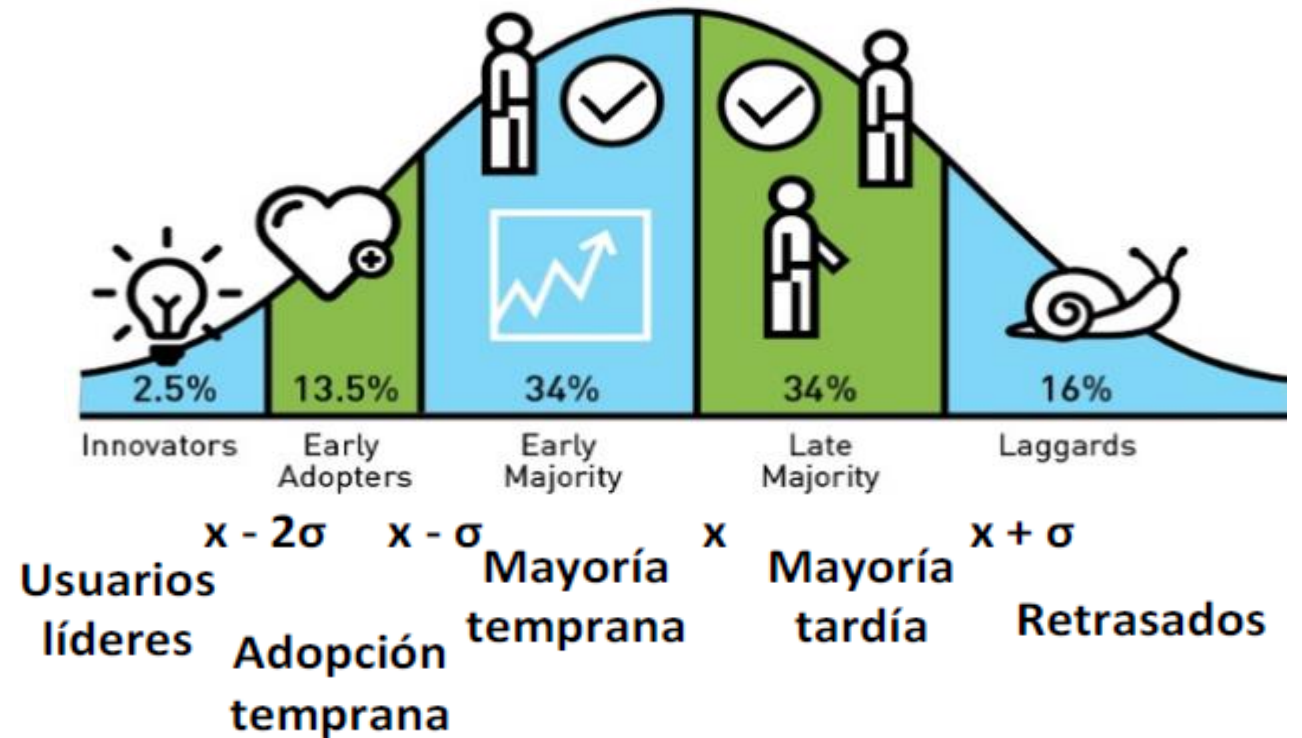 2.5% 13.5% 34% 34% 16%
Innovators Early Early Late Laggards
Adopters Majority Majority
x - 2σ x - σ x x + σ
Usuarios
líderes
Adopción
temprana
Mayoría
temprana
Mayoría
tardía
Retrasados